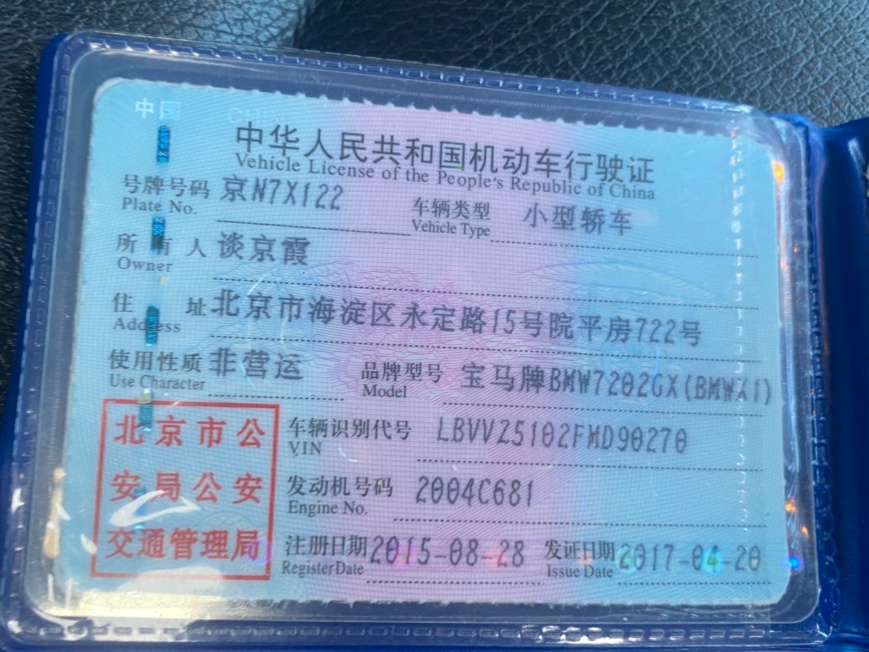 中国
中华人民共和国机动车行驶证
Vehicle License of the People's Republic of China
号牌号码 京N7X122 车辆类型 小型轿车
Plate No. Vehicle Type
所有人 谈京霞
Owner
住址 北京市海淀区永定路15号院平房722号
Address
使用性质 非营运 品牌型号 宝马牌BMW7202GX(BMWX1)
Use Character Model
北京市公
安局公安
交通管理局
车辆识别代号 LBVVZ5102FMD90270
VIN
发动机号码 2004C681
Engine No.
注册日期 2015-08-28 发证日期 2017-04-20
Register Date Issue Date